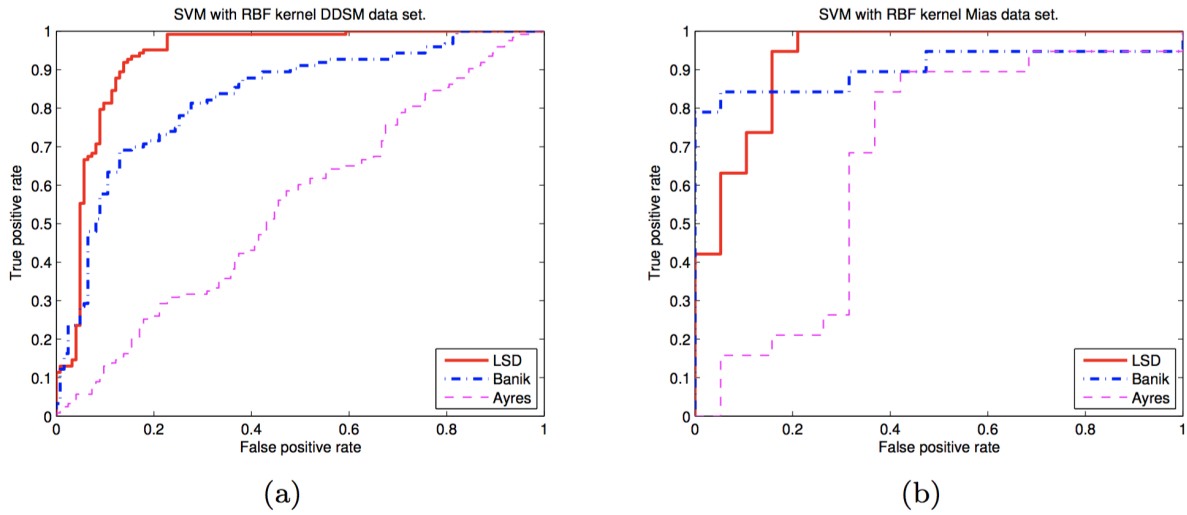 SVM with RBF kernel DDSM data set.
1
0.9
0.8
0.7
0.6
0.5
0.4
0.3
0.2
0.1
0
True positive rate
0 0.2 0.4 0.6 0.8 1
False positive rate
LSD
Banik
Ayres
(a)
SVM with RBF kernel Mias data set.
1
0.9
0.8
0.7
0.6
0.5
0.4
0.3
0.2
0.1
0
True positive rate
0 0.2 0.4 0.6 0.8 1
False positive rate
LSD
Banik
Ayres
(b)